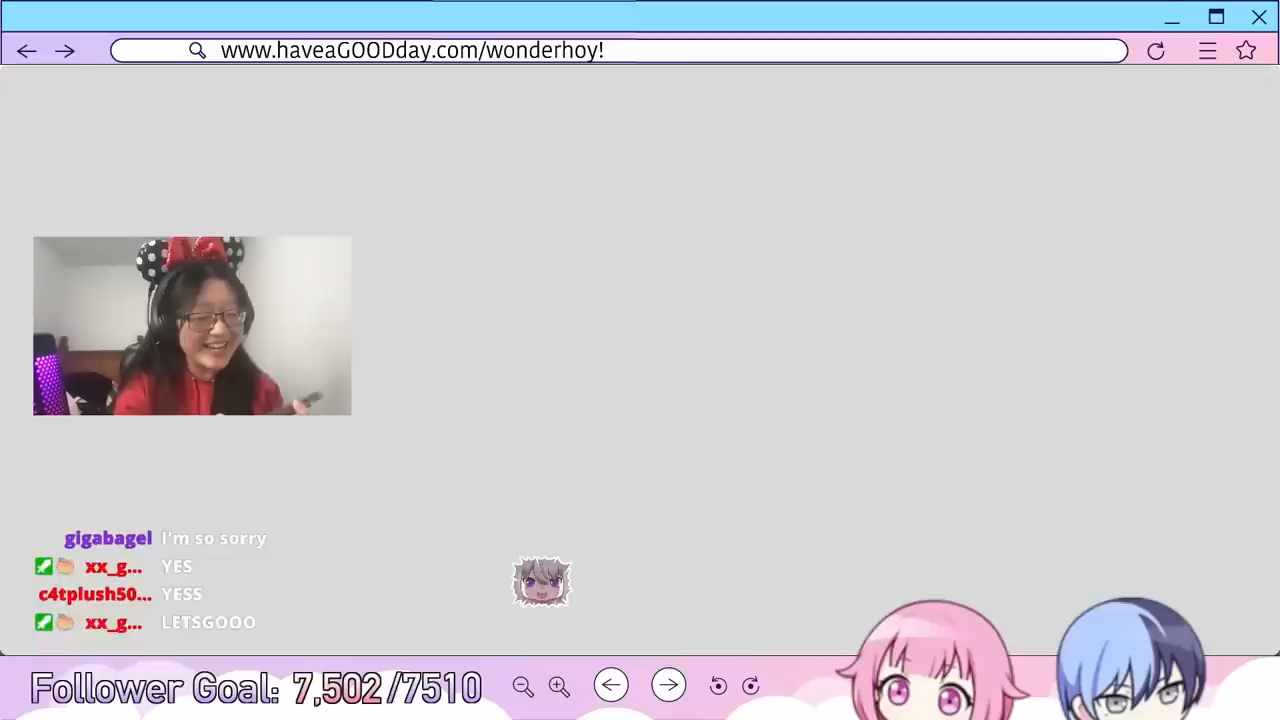 www.haveaGOODday.com/wonderhoy!
gigabagel I'm so sorry
xx_g... YES
c4tplush50... YESS
xx_g... LETSGOOO
Follower Goal: 7,502/7510